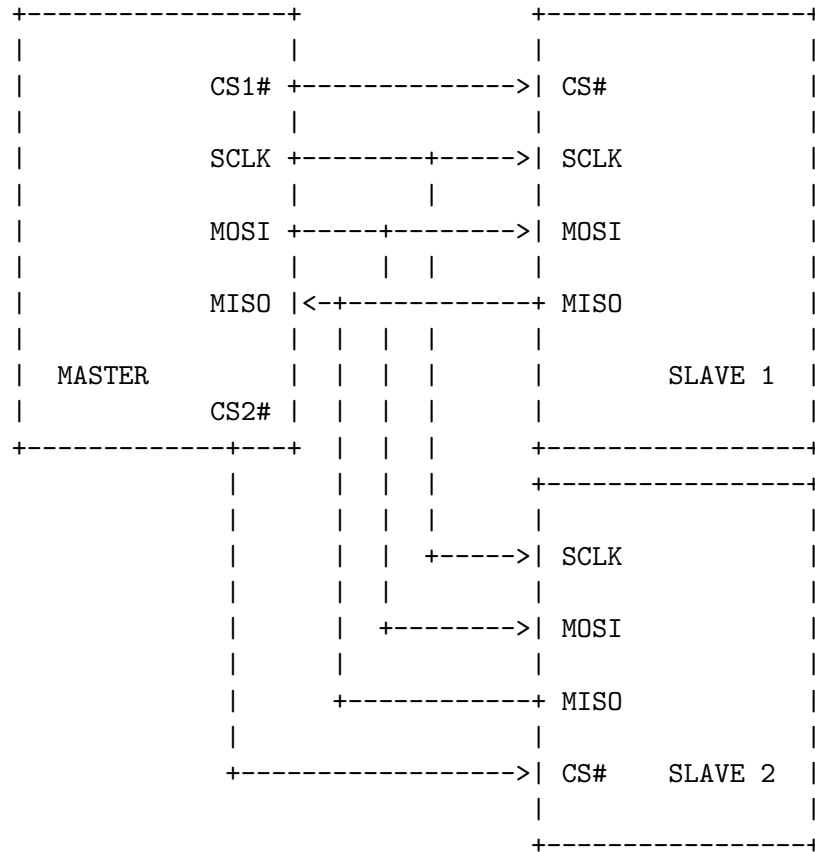 CS1# CS#
SCLK SCLK
MOSI MOSI
MISO MISO
MASTER SLAVE 1
CS2#
SCLK
MOSI
MISO
CS# SLAVE 2